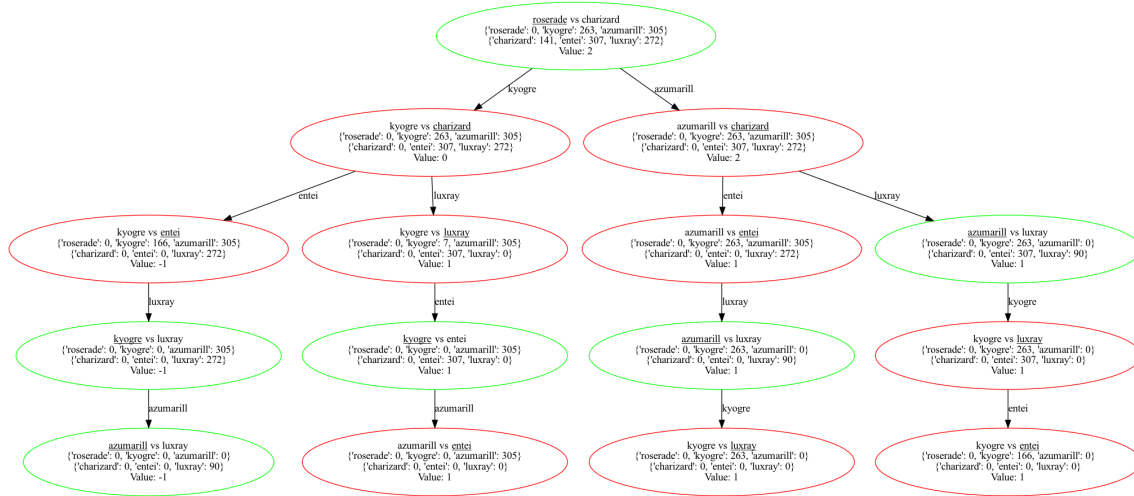 roserade vs charizard
{'roserade': 0, 'kyogre': 263, 'azumarill': 305}
{'charizard': 141, 'entei': 307, 'luxray': 272}
Value: 2
kyogre
azumarill
kyogre vs charizard
{'roserade': 0, 'kyogre': 263, 'azumarill': 305}
{'charizard': 0, 'entei': 307, 'luxray': 272}
Value: 0
azumarill vs charizard
{'roserade': 0, 'kyogre': 263, 'azumarill': 305}
{'charizard': 0, 'entei': 307, 'luxray': 272}
Value: 2
entei
luxray
entei
luxray
kyogre vs entei
{'roserade': 0, 'kyogre': 166, 'azumarill': 305}
{'charizard': 0, 'entei': 0, 'luxray': 272}
Value: -1
kyogre vs luxray
{'roserade': 0, 'kyogre': 7, 'azumarill': 305}
{'charizard': 0, 'entei': 307, 'luxray': 0}
Value: 1
azumarill vs entei
{'roserade': 0, 'kyogre': 263, 'azumarill': 305}
{'charizard': 0, 'entei': 0, 'luxray': 272}
Value: 1
azumarill vs luxray
{'roserade': 0, 'kyogre': 263, 'azumarill': 0}
{'charizard': 0, 'entei': 307, 'luxray': 90}
Value: 1
luxray
entei
luxray
kyogre
kyogre vs luxray
{'roserade': 0, 'kyogre': 0, 'azumarill': 305}
{'charizard': 0, 'entei': 0, 'luxray': 272}
Value: -1
kyogre vs entei
{'roserade': 0, 'kyogre': 0, 'azumarill': 305}
{'charizard': 0, 'entei': 307, 'luxray': 0}
Value: 1
azumarill vs luxray
{'roserade': 0, 'kyogre': 263, 'azumarill': 0}
{'charizard': 0, 'entei': 0, 'luxray': 90}
Value: 1
kyogre vs luxray
{'roserade': 0, 'kyogre': 263, 'azumarill': 0}
{'charizard': 0, 'entei': 307, 'luxray': 0}
Value: 1
azumarill
azumarill
kyogre
entei
azumarill vs luxray
{'roserade': 0, 'kyogre': 0, 'azumarill': 0}
{'charizard': 0, 'entei': 0, 'luxray': 90}
Value: -1
azumarill vs entei
{'roserade': 0, 'kyogre': 0, 'azumarill': 305}
{'charizard': 0, 'entei': 0, 'luxray': 0}
Value: 1
kyogre vs luxray
{'roserade': 0, 'kyogre': 263, 'azumarill': 0}
{'charizard': 0, 'entei': 0, 'luxray': 0}
Value: 1
kyogre vs entei
{'roserade': 0, 'kyogre': 166, 'azumarill': 0}
{'charizard': 0, 'entei': 0, 'luxray': 0}
Value: 1